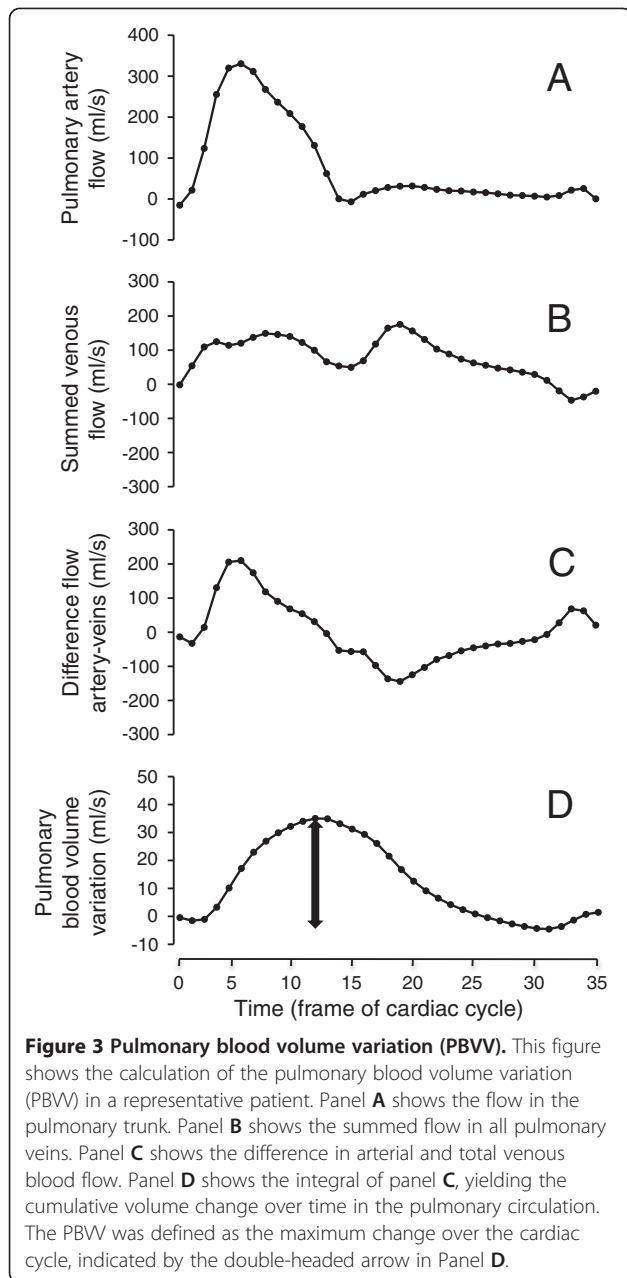 A
Pulmonary artery
flow (ml/s)
400
300
200
100
0
-100
B
Summed venous
flow (ml/s)
300
200
100
0
-100
-200
-300
C
Difference flow
artery-veins (ml/s)
300
200
100
0
-100
-200
-300
D
Pulmonary
blood volume
variation (ml/s)
50
40
30
20
10
0
-10
0 5 10 15 20 25 30 35
Time (frame of cardiac cycle)
Figure 3 Pulmonary blood volume variation (PBVV). This figure
shows the calculation of the pulmonary blood volume variation
(PBVV) in a representative patient. Panel A shows the flow in the
pulmonary trunk. Panel B shows the summed flow in all pulmonary
veins. Panel C shows the difference in arterial and total venous
blood flow. Panel D shows the integral of panel C, yielding the
cumulative volume change over time in the pulmonary circulation.
The PBVV was defined as the maximum change over the cardiac
cycle, indicated by the double-headed arrow in Panel D.